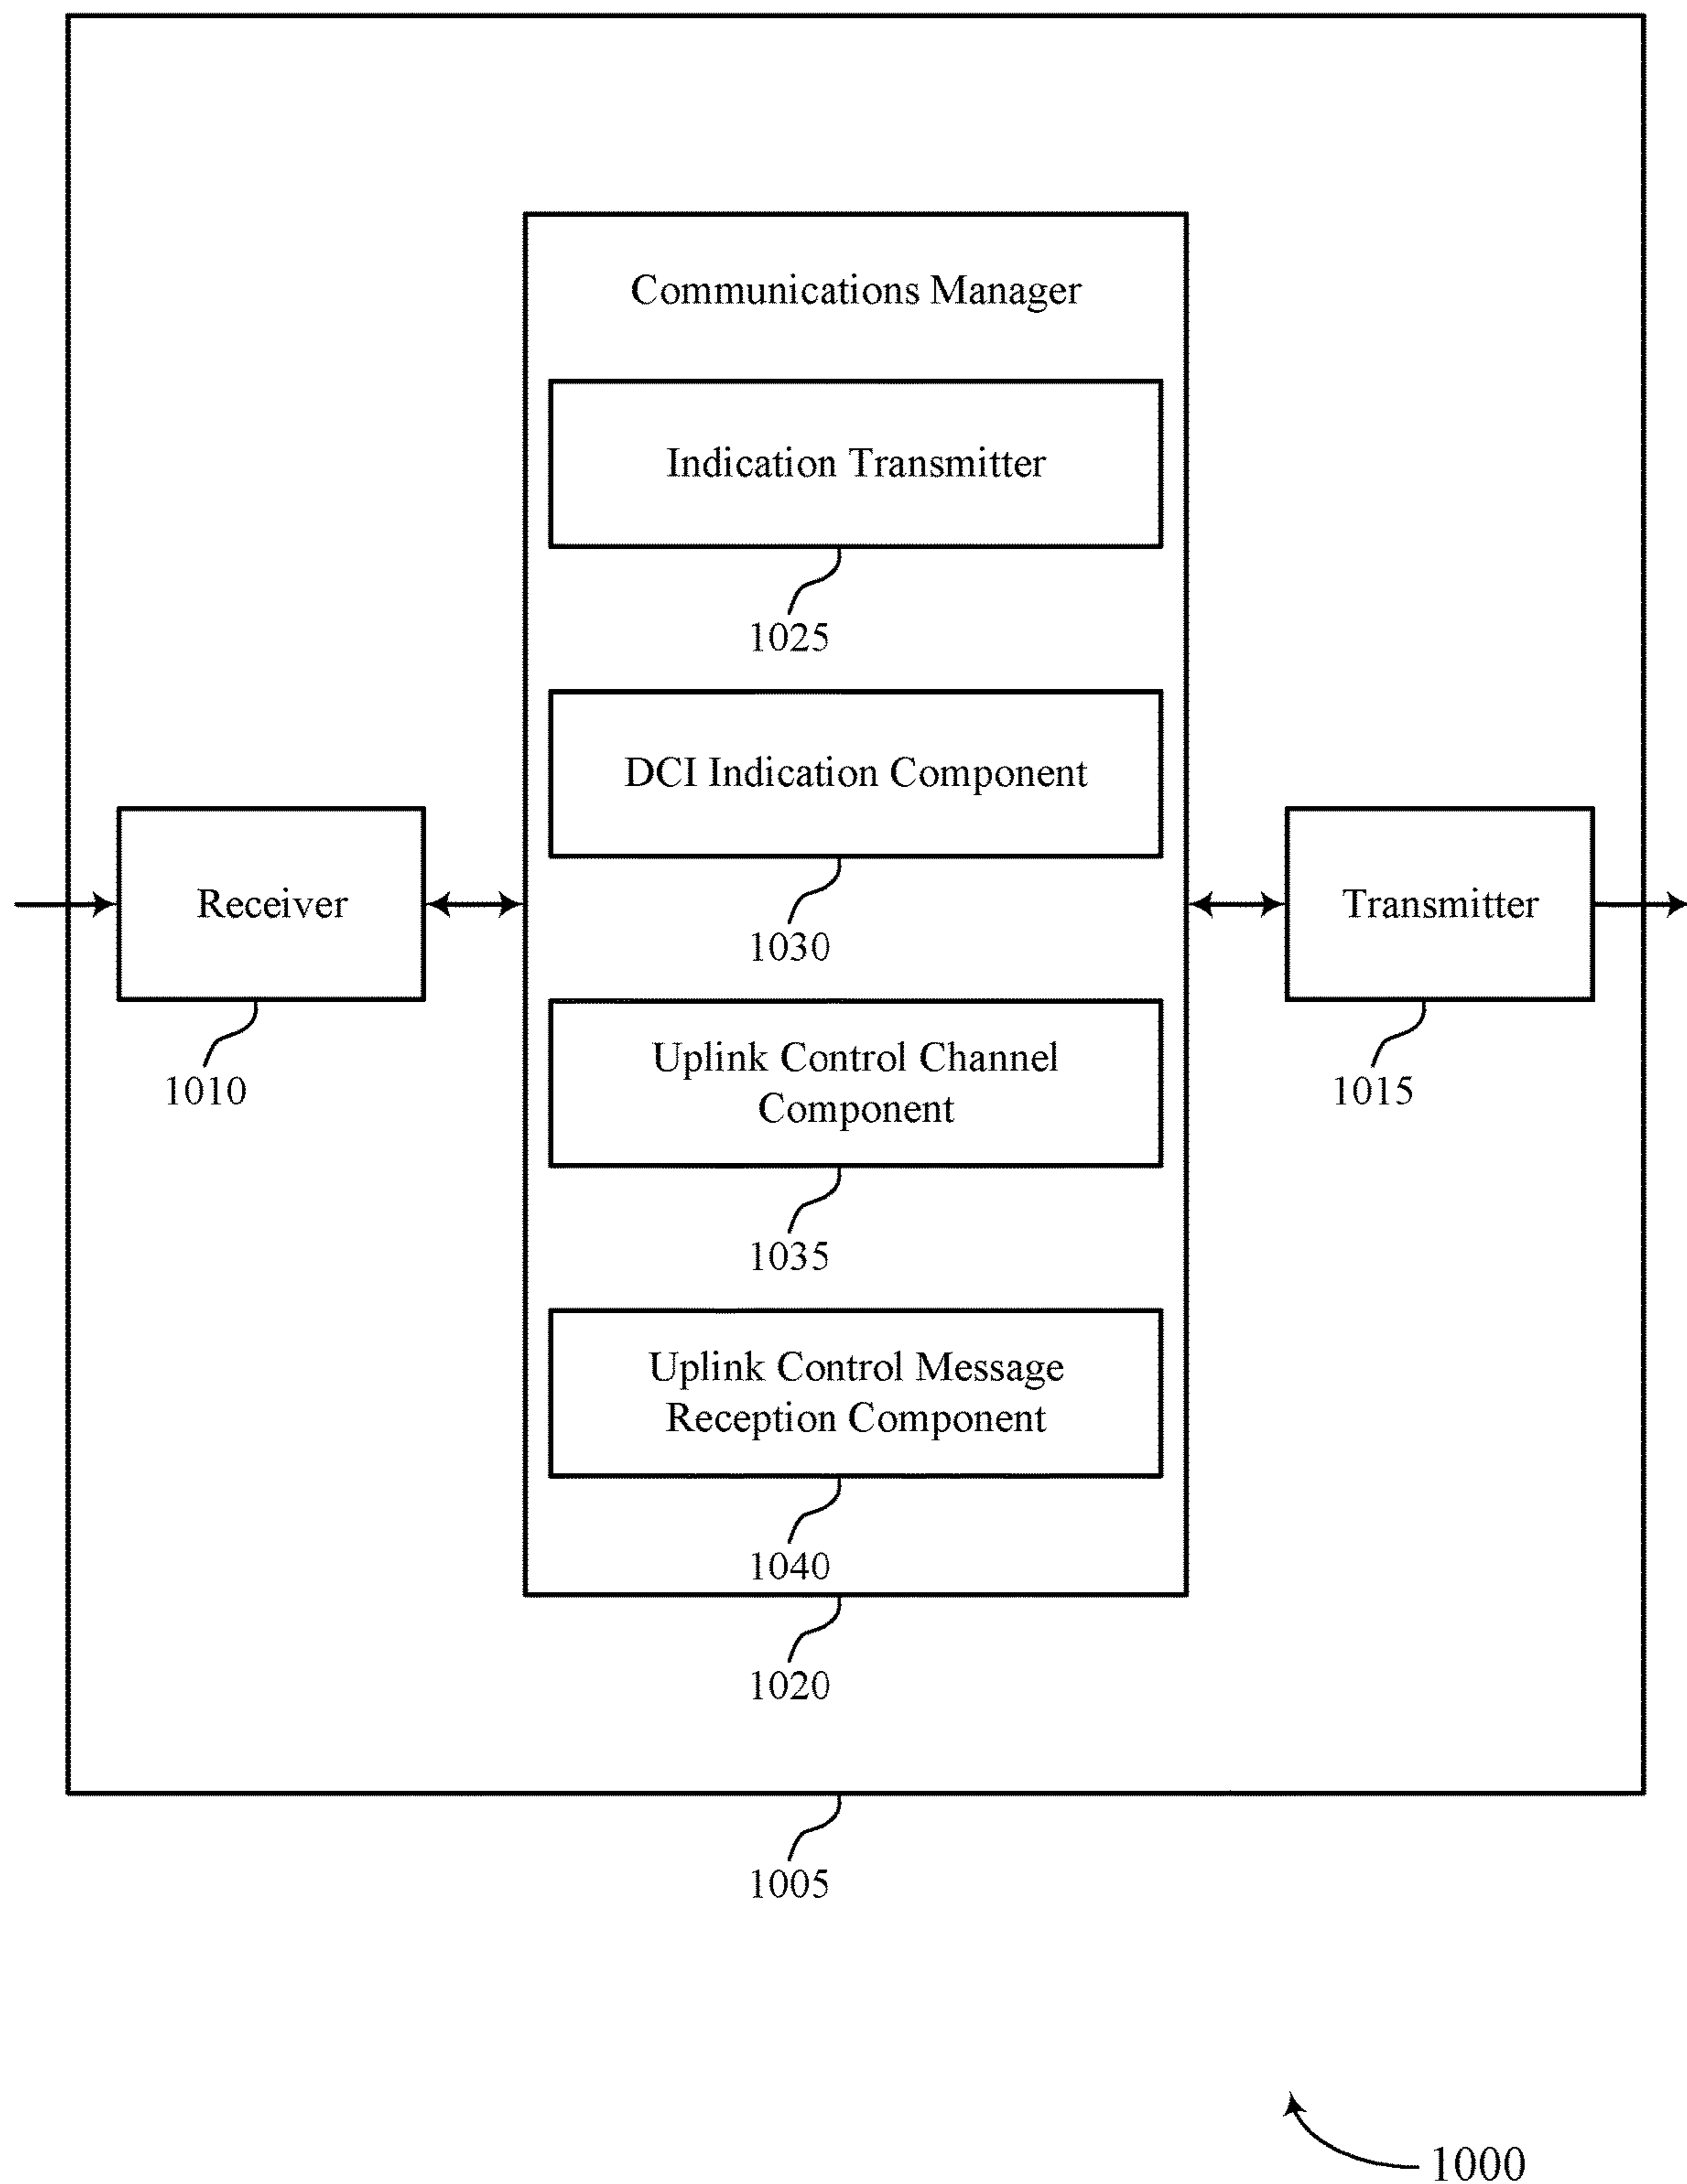 Communications Manager
Indication Transmitter
1025
DCI Indication Component
1030
Receiver
1010
Transmitter
1015
Uplink Control Channel
Component
1035
Uplink Control Message
Reception Component
1040
1020
1005
1000